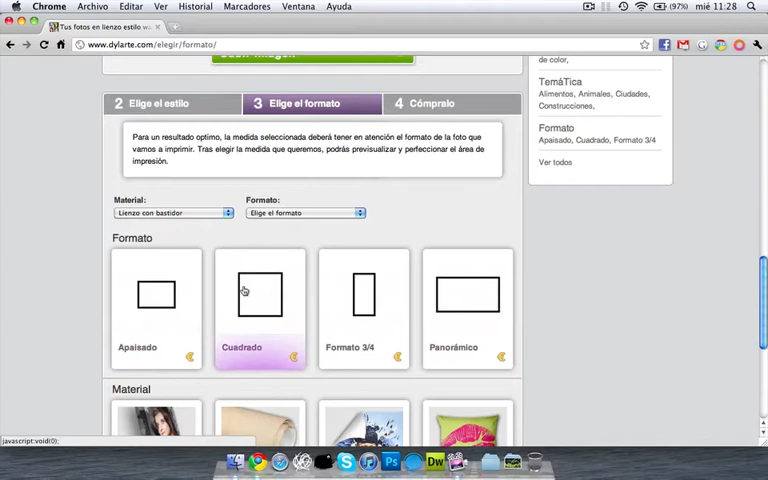 Chrome Archivo Editar Ver Historial Marcadores Ventana Ayuda (97%) mié 11:28
Tus fotos en lienzo estilo wa
www.dylarte.com/elegir/formato/
de color,
TemáTica
Alimentos, Animales, Ciudades,
Construcciones,
Formato
Apaisado, Cuadrado, Formato 3/4
Ver todos
2 Elige el estilo 3 Elige el formato 4 Cómpralo
Para un resultado optimo, la medida seleccionada deberá tener en atención el formato de la foto que
vamos a imprimir. Tras elegir la medida que queremos, podrás previsualizar y perfeccionar el área de
impresión.
Material: Formato:
Lienzo con bastidor Elige el formato
Formato
Apaisado Cuadrado Formato 3/4 Panorámico
€ € € €
Material
javascript:void(0);
Ps Dw